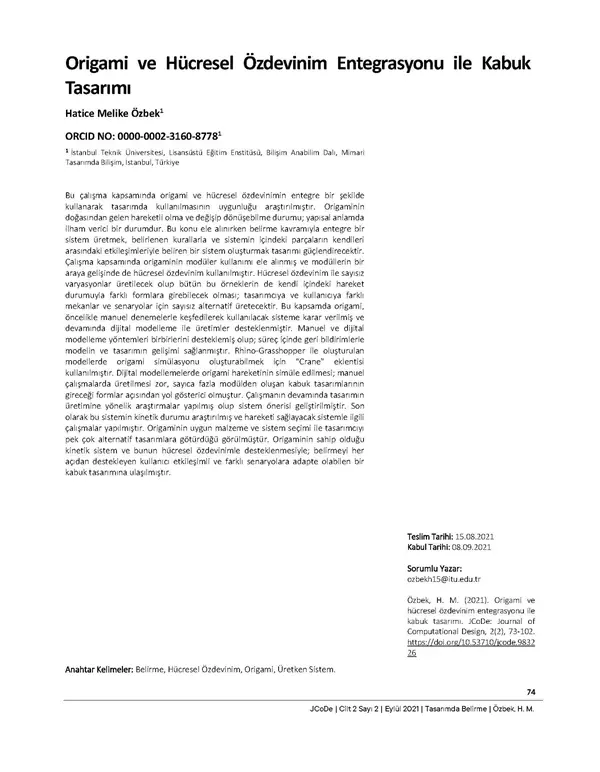 Origami ve Hücresel Özdevinim Entegrasyonu ile Kabuk
Tasarımı
Hatice Melike Özbek¹
ORCID NO: 0000-0002-3160-8778¹
¹ İstanbul Teknik Üniversitesi, Lisansüstü Eğitim Enstitüsü, Bilişim Anabilim Dalı, Mimari
Tasarımda Bilişim, İstanbul, Türkiye
Bu çalışma kapsamında origami ve hücresel özdevinimin entegre bir şekilde
kullanarak tasarımda kullanılmasının uygunluğu araştırılmıştır. Origaminin
doğasından gelen hareketli olma ve değişip dönüşebilme durumu; yapısal anlamda
ilham verici bir durumdur. Bu konu ele alınırken belirme kavramıyla entegre bir
sistem üretmek, belirlenen kurallarla ve sistemin içindeki parçaların kendileri
arasındaki etkileşimleriyle beliren bir sistem oluşturmak tasarımı güçlendirecektir.
Çalışma kapsamında origaminin modüler kullanımı ele alınmış ve modüllerin bir
araya gelişinde de hücresel özdevinim kullanılmıştır. Hücresel özdevinim ile sayısız
varyasyonlar üretilecek olup bütün bu örneklerin de kendi içindeki hareket
durumuyla farklı formlara girebilecek olması; tasarımcıya ve kullanıcıya farklı
mekanlar ve senaryolar için sayısız alternatif üretecektir. Bu kapsamda origami,
öncelikle manuel denemelerle keşfedilerek kullanılacak sisteme karar verilmiş ve
devamında dijital modelleme ile üretimler desteklenmiştir. Manuel ve dijital
modelleme yöntemleri birbirlerini desteklemiş olup; süreç içinde geri bildirimlerle
modelin ve tasarımın gelişimi sağlanmıştır. Rhino-Grasshopper ile oluşturulan
modellerde origami simülasyonu oluşturabilmek için "Crane" eklentisi
kullanılmıştır. Dijital modellemelerde origami hareketinin simüle edilmesi; manuel
çalışmalarda üretilmesi zor, sayıca fazla modülden oluşan kabuk tasarımlarının
gireceği formlar açısından yol gösterici olmuştur. Çalışmanın devamında tasarımın
üretimine yönelik araştırmalar yapılmış olup sistem önerisi geliştirilmiştir. Son
olarak bu sistemin kinetik durumu araştırılmış ve hareketi sağlayacak sistemle ilgili
çalışmalar yapılmıştır. Origaminin uygun malzeme ve sistem seçimi ile tasarımcıyı
pek çok alternatif tasarımlara götürdüğü görülmüştür. Origaminin sahip olduğu
kinetik sistem ve bunun hücresel özdevinimle desteklenmesiyle; belirmeyi her
açıdan destekleyen kullanıcı etkileşimli ve farklı senaryolara adapte olabilen bir
kabuk tasarımına ulaşılmıştır.
Teslim Tarihi: 15.08.2021
Kabul Tarihi: 08.09.2021
Sorumlu Yazar:
ozbekh15@itu.edu.tr
Özbek, H. M. (2021). Origami ve
hücresel özdevinim entegrasyonu ile
kabuk tasarımı. JCoDe: Journal of
Computational Design, 2(2), 73-102.
https://doi.org/10.53710/jcode.9832
26
Anahtar Kelimeler: Belirme, Hücresel Özdevinim, Origami, Üretken Sistem.
74
JCoDe | Cilt 2 Sayı 2 | Eylül 2021 | Tasarımda Belirme | Özbek, H. M.